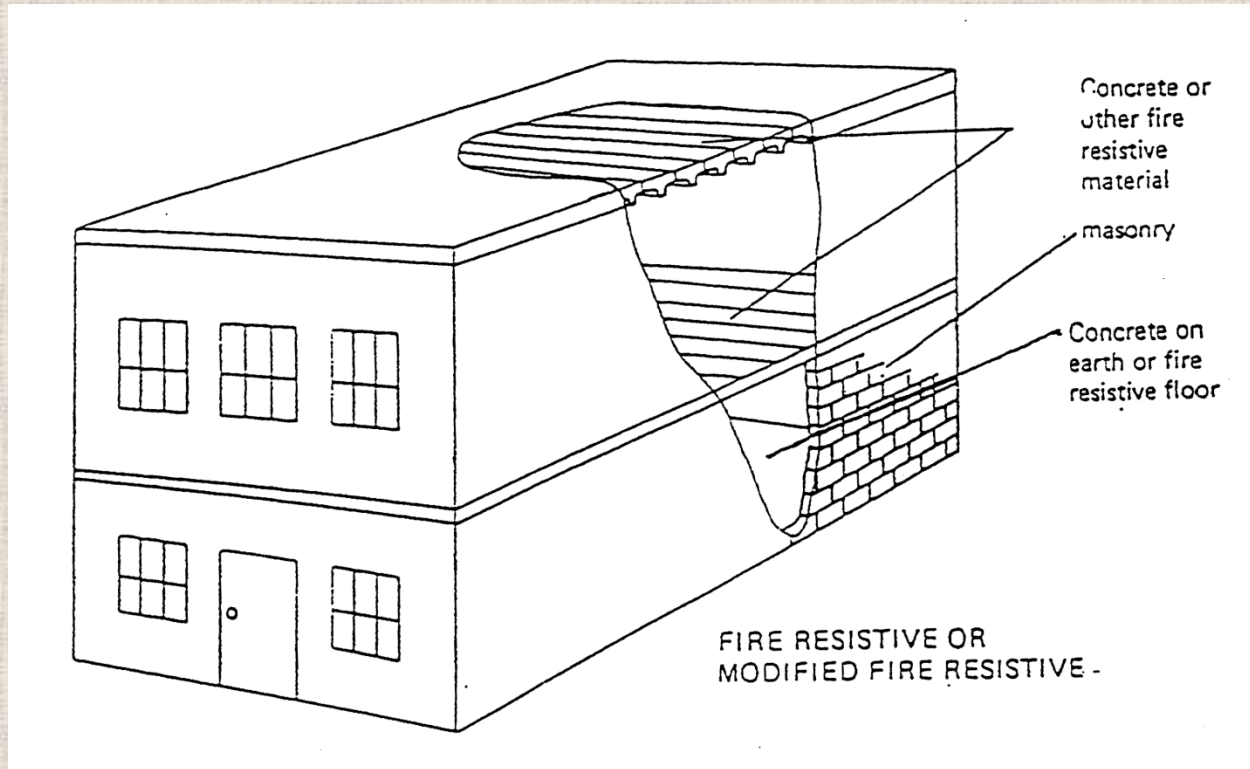 Concrete or
other fire
resistive
material
masonry
Concrete on
earth or fire
resistive floor
FIRE RESISTIVE OR
MODIFIED FIRE RESISTIVE -